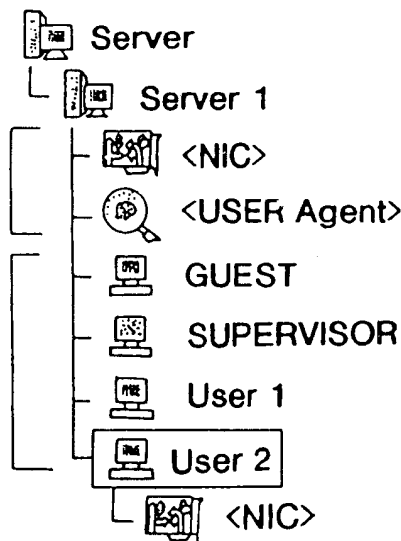 Server
Server 1
<NIC>
<USER Agent>
GUEST
SUPERVISOR
User 1
User 2
<NIC>